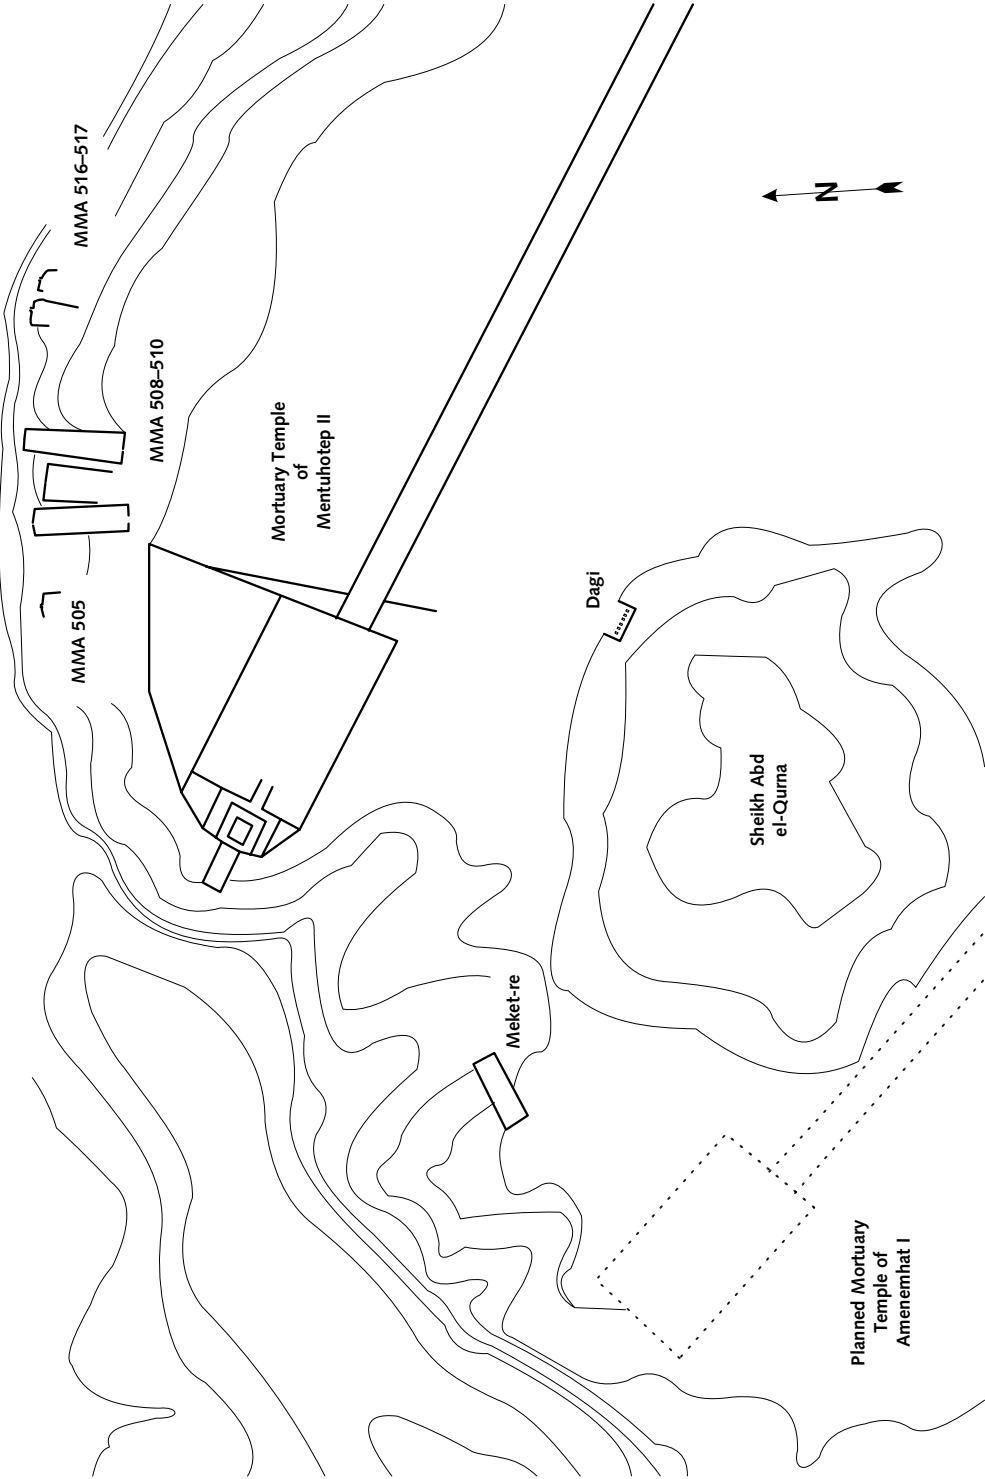 MMA 516–517
MMA 508–510
MMA 505
Mortuary Temple
of
Mentuhotep II
N
Dagi
Sheikh Abd
el-Qurna
Meket-re
Planned Mortuary
Temple of
Amenemhat I